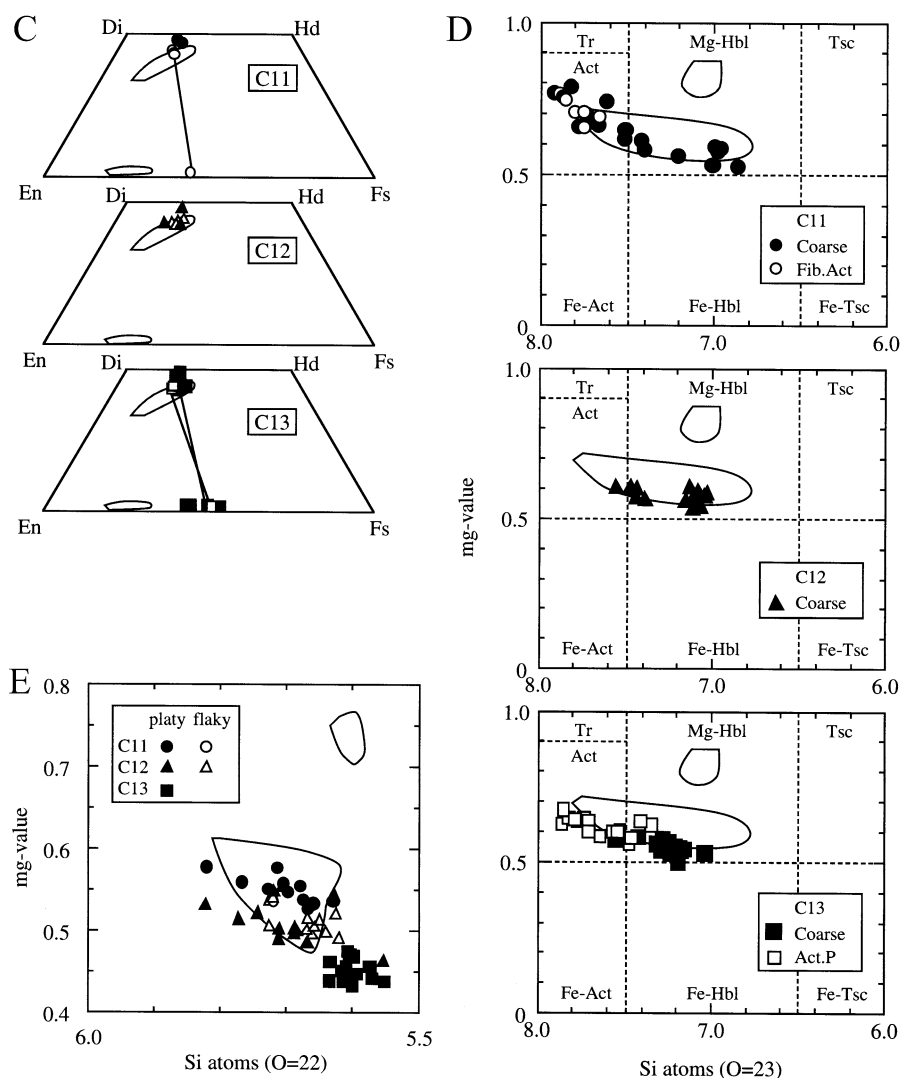 C
Di Hd
C11
En Fs
Di Hd
C12
En Fs
Di Hd
C13
En Fs
D
1.0
Tr Mg-Hbl Tsc
Act
0.5
C11
Coarse
Fib.Act
Fe-Act Fe-Hbl Fe-Tsc
0
8.0 7.0 6.0
1.0
Tr Mg-Hbl Tsc
Act
0.5
mg-value
C12
Coarse
Fe-Act Fe-Hbl Fe-Tsc
0
8.0 7.0 6.0
1.0
Tr Mg-Hbl Tsc
Act
0.5
C13
Coarse
Act.P
Fe-Act Fe-Hbl Fe-Tsc
0
8.0 7.0 6.0
Si atoms (O=23)
E
0.8
platy flaky
C11
C12
C13
0.7
mg-value
0.6
0.5
0.4
6.0 5.5
Si atoms (O=22)